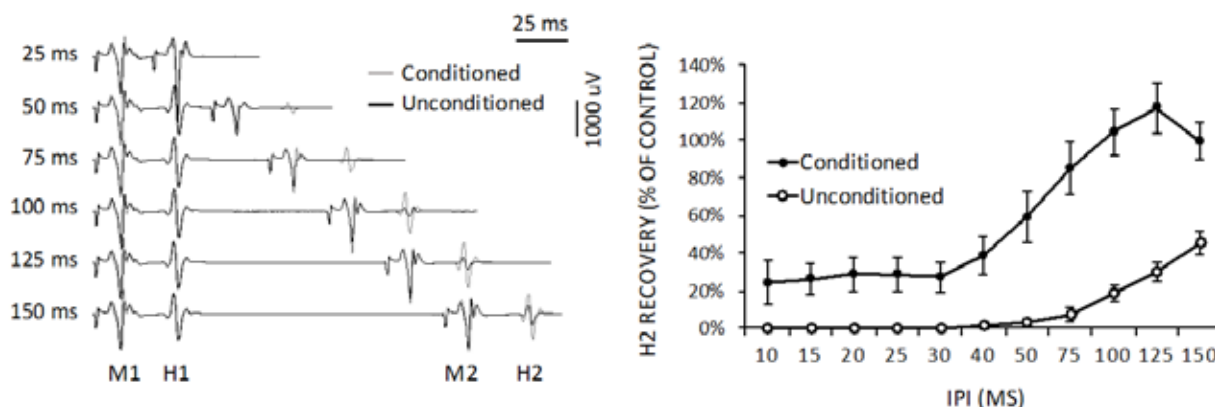 25 ms
25 ms
50 ms
75 ms
100 ms
125 ms
150 ms
Conditioned
Unconditioned
1000 uV
M1 H1 M2 H2
H2 RECOVERY (% OF CONTROL)
140%
120%
100%
80%
60%
40%
20%
0%
Conditioned
Unconditioned
10 15 20 25 30 40 50 75 100 125 150
IPI (MS)